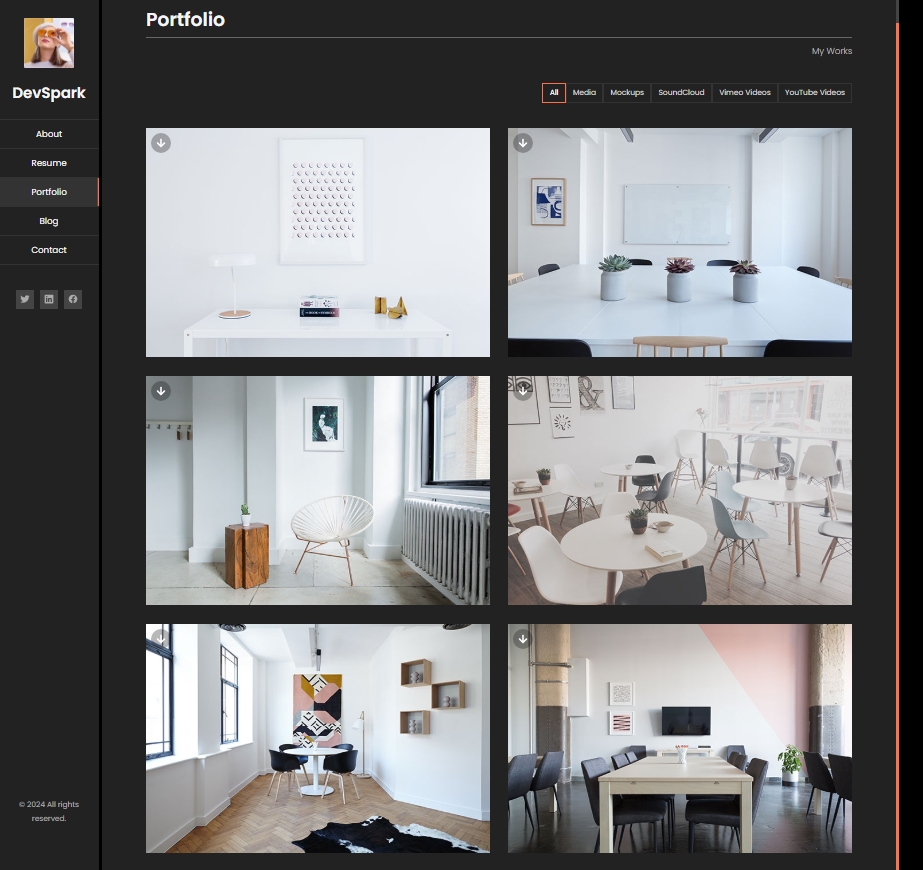 DevSpark
About
Resume
Portfolio
Blog
Contact
© 2024 All rights
reserved.
Portfolio
My Works
All Media Mockups SoundCloud Vimeo Videos YouTube Videos
&